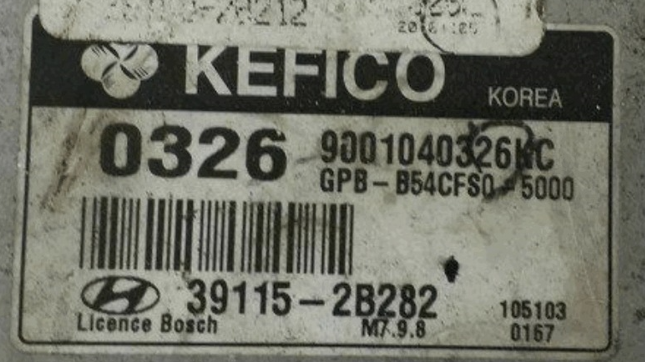 KEFICO
KOREA
0326
9001040326KC
GPB-B54CFS0-5000
39115-2B282
Licence Bosch
M7.9.8
105103
0167